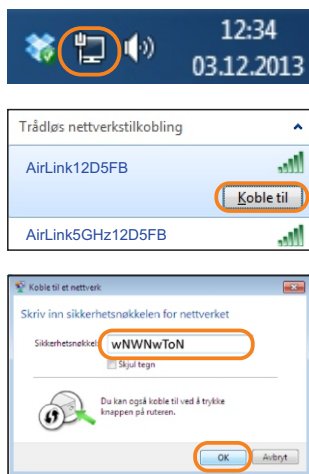 12:34
03.12.2013
Trådløs nettverkstilkobling
AirLink12D5FB
Koble til
AirLink5GHz12D5FB
Koble til et nettverk
Skriv inn sikkerhetsnøkkelen for nettverket
Sikkerhetsnøkkel: wNWNwToN
Skjul tegn
Du kan også koble til ved å trykke
knappen på ruteren.
OK Avbryt